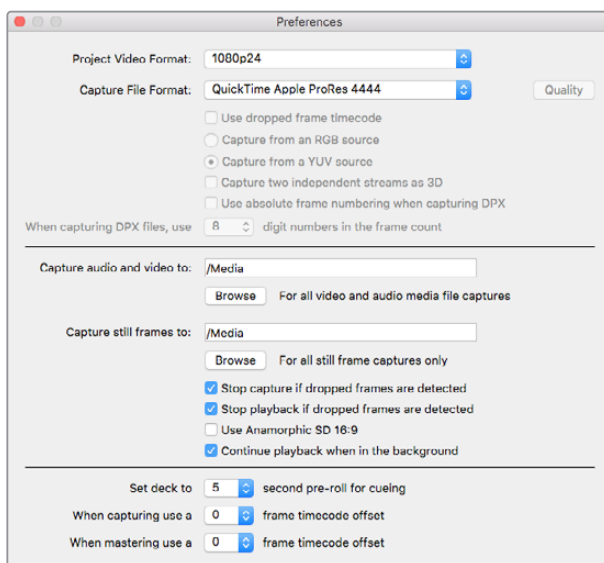 Preferences
Project Video Format: 1080p24
Capture File Format: QuickTime Apple ProRes 4444 Quality
Use dropped frame timecode
Capture from an RGB source
Capture from a YUV source
Capture two independent streams as 3D
Use absolute frame numbering when capturing DPX
When capturing DPX files, use 8 digit numbers in the frame count
Capture audio and video to: /Media
Browse For all video and audio media file captures
Capture still frames to: /Media
Browse For all still frame captures only
Stop capture if dropped frames are detected
Stop playback if dropped frames are detected
Use Anamorphic SD 16:9
Continue playback when in the background
Set deck to 5 second pre-roll for cueing
When capturing use a 0 frame timecode offset
When mastering use a 0 frame timecode offset